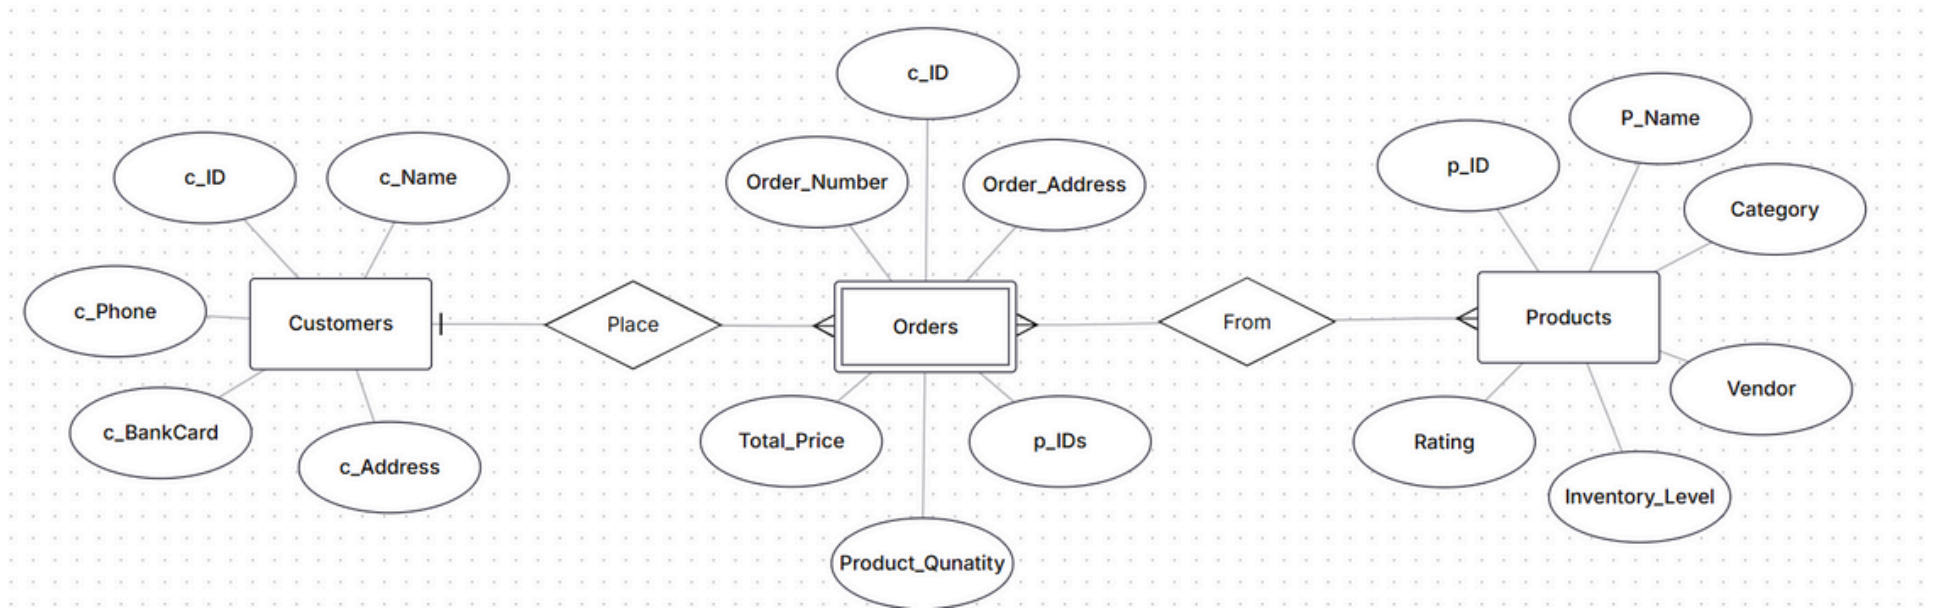 c_ID
P_Name
p_ID
c_ID
c_Name
Order_Number
Order_Address
Category
c_Phone
Customers
Place
Orders
From
Products
Vendor
c_BankCard
c_Address
Total_Price
p_IDs
Rating
Inventory_Level
Product_Qunatity